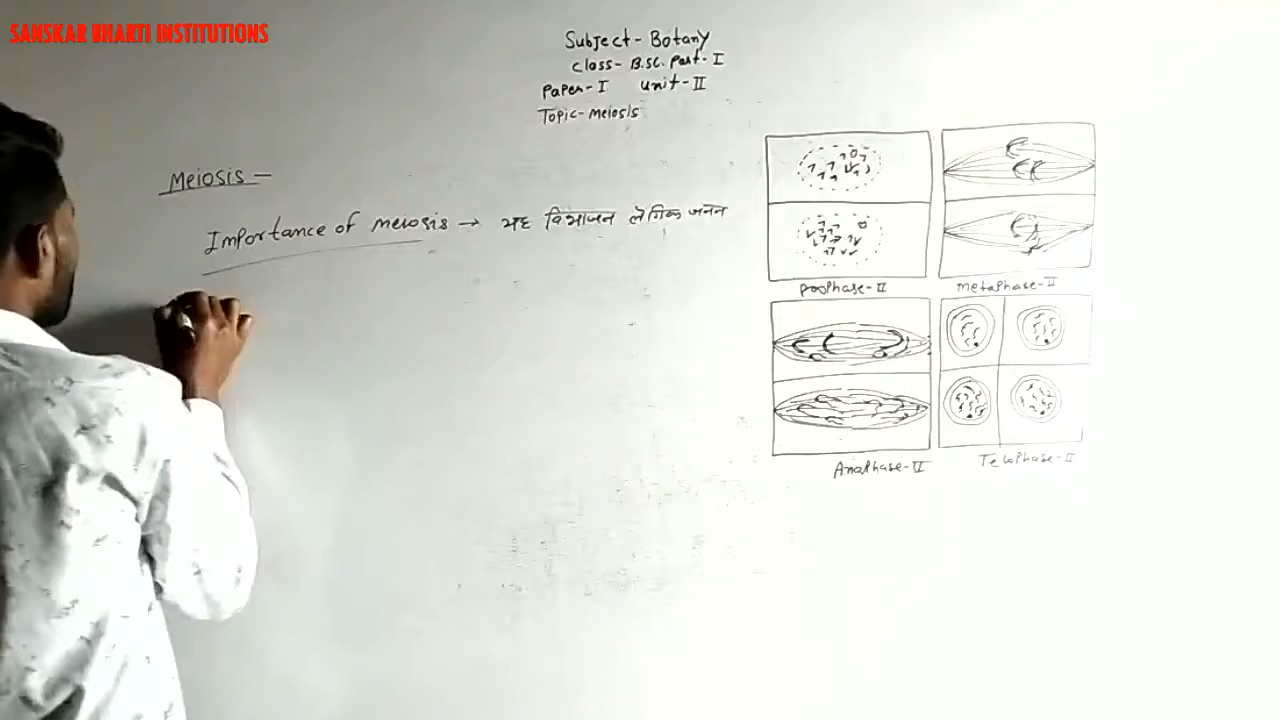 SANSKAR BHARTI INSTITUTIONS
Subject- Botany
class- B.SC. Part-I
Paper-I Unit-II
Topic-Meiosis
Meiosis -
Importance of meiosis → यह विभाजन लैंगिक जनन
Prophase-II
Metaphase-II
Anaphase-II
Telophase-II